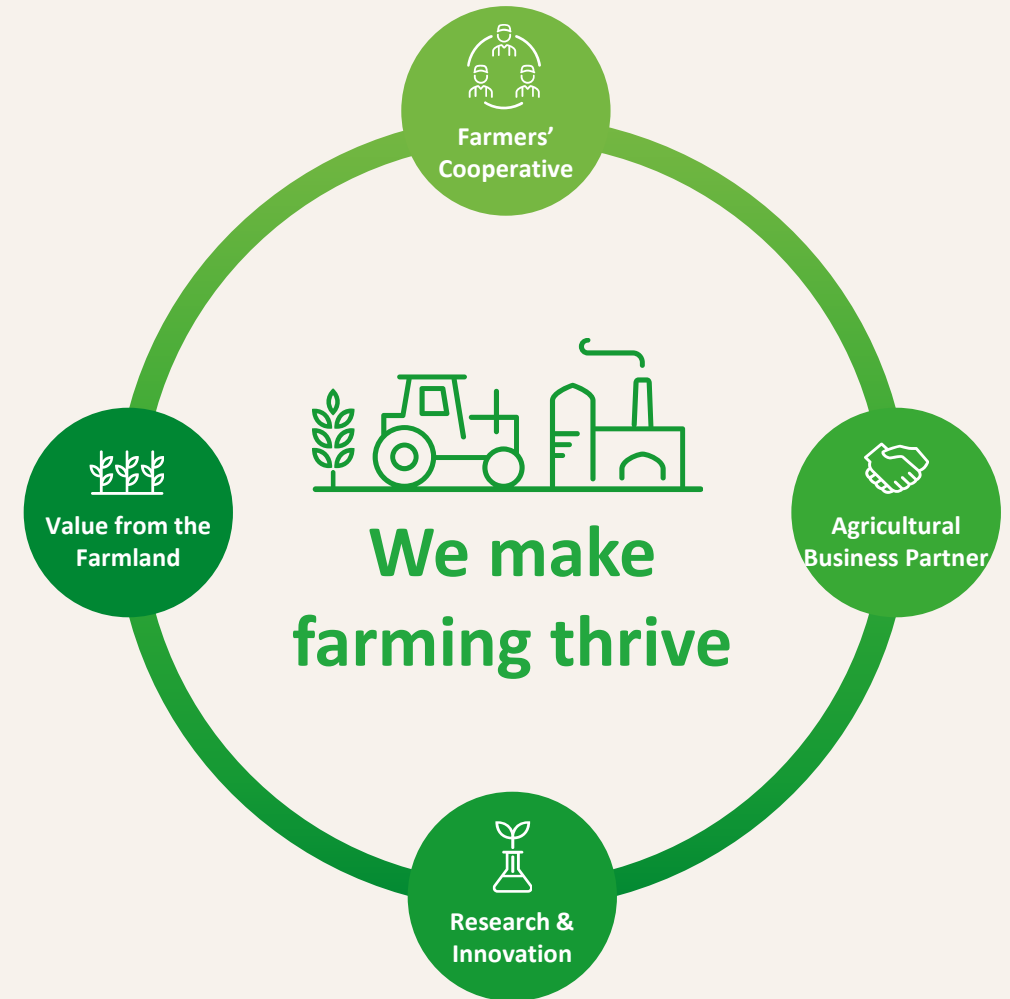 Farmers’
Cooperative
Value from the
Farmland
We make
farming thrive
Agricultural
Business Partner
Research &
Innovation